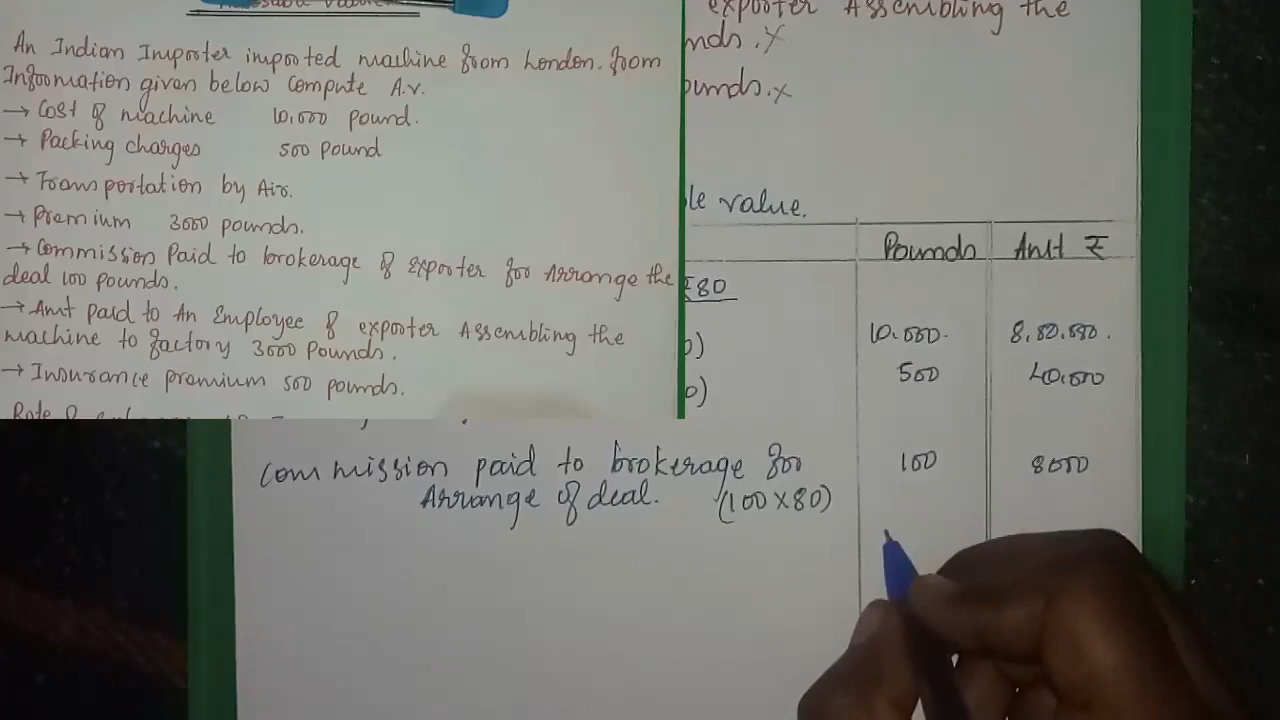 An Indian Importer imported machine from London. from
Information given below compute A.V.
→ Cost of machine 10,000 pound.
→ Packing charges 500 pound
→ Transportation by Air.
→ Premium 3000 pounds.
→ Commission Paid to brokerage of exporter for Arrange the
deal 100 pounds.
→ Amt paid to An Employee of exporter Assembling the
machine to factory 3000 Pounds.
→ Insurance premium 500 pounds.
exporter Assembling the
nds. x
ounds. x
le value.
Pounds Amt ₹
₹80
10.000. 8,00,000.
500 40,000
commission paid to brokerage for 100 8000
Arrange of deal. (100×80)